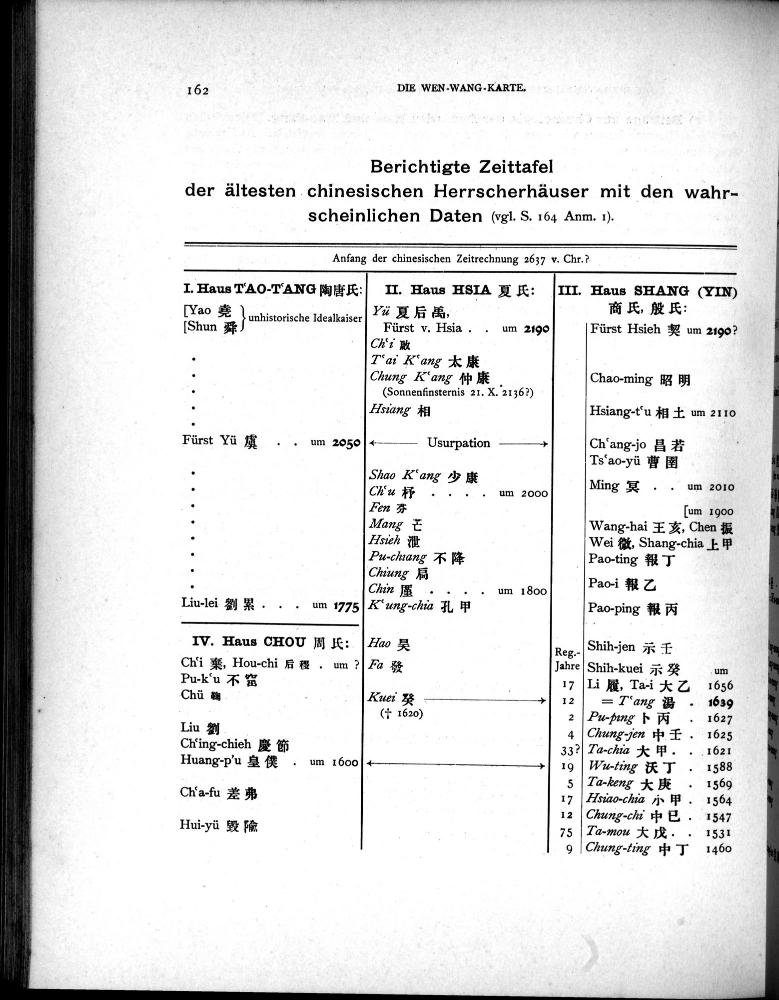 162
DIE WEN-WANG-KARTE.
Berichtigte Zeittafel
der ältesten chinesischen Herrscherhäuser mit den wahr-
scheinlichen Daten (vgl. S. 164 Anm. 1).
Anfang der chinesischen Zeitrechnung 2637 v. Chr.?
I. Haus T'AO-T'ANG 陶唐氏:
[Yao 堯
[Shun 舜 } unhistorische Idealkaiser
Fürst Yü 虞 . . um 2050
Liu-lei 劉累 . . . um 1775
IV. Haus CHOU 周氏:
Ch'i 棄, Hou-chi 后稷 . um ?
Pu-k'u 不窋
Chü 鞠
Liu 劉
Ch'ing-chieh 慶節
Huang-p'u 皇僕 . um 1600
Ch'a-fu 差弗
Hui-yü 毀隃
II. Haus HSIA 夏氏:
Yü 夏后禹,
Fürst v. Hsia . . um 2190
Ch'i 啟
T'ai K'ang 太康
Chung K'ang 仲康
(Sonnenfinsternis 21. X. 2136?)
Hsiang 相
Usurpation
Shao K'ang 少康
Ch'u 杼 . . . . um 2000
Fen 芬
Mang 芒
Hsieh 泄
Pu-chiang 不降
Chiung 扃
Chin 厪 . . . . um 1800
K'ung-chia 孔甲
Hao 昊
Fa 發
Kuei 癸
(† 1620)
III. Haus SHANG (YIN)
商氏, 殷氏:
Fürst Hsieh 契 um 2190?
Chao-ming 昭明
Hsiang-t'u 相土 um 2110
Ch'ang-jo 昌若
Ts'ao-yü 曹圉
Ming 冥 . . um 2010
[um 1900
Wang-hai 王亥, Chen 振
Wei 微, Shang-chia 上甲
Pao-ting 報丁
Pao-i 報乙
Pao-ping 報丙
Shih-jen 示壬
Reg.-
Jahre Shih-kuei 示癸 um
17 Li 履, Ta-i 大乙 1656
12 = T'ang 湯 . 1639
2 Pu-ping 卜丙 . 1627
4 Chung-jen 中壬 . 1625
33? Ta-chia 大甲 . . 1621
19 Wu-ting 沃丁 . 1588
5 Ta-keng 大庚 . 1569
17 Hsiao-chia 小甲 . 1564
12 Chung-chi 中巳 . 1547
75 Ta-mou 大戊 . . 1531
9 Chung-ting 中丁 1460